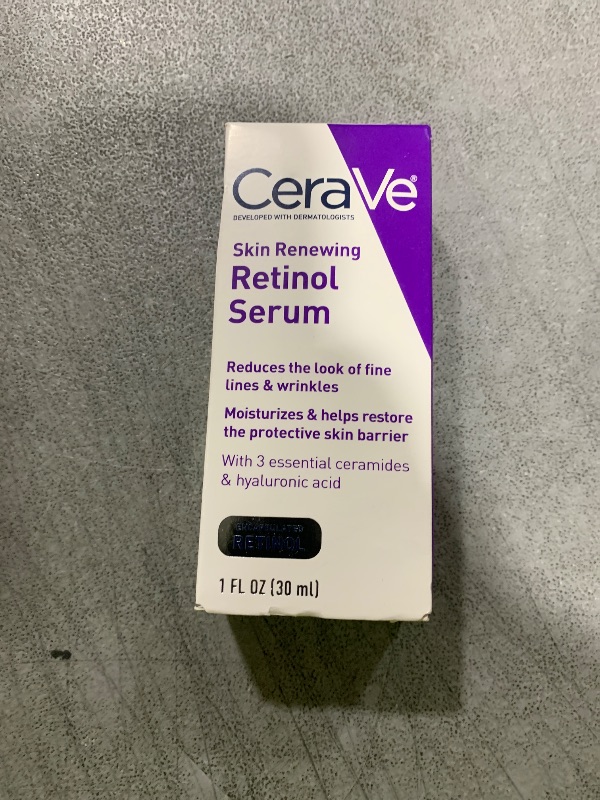 CeraVe®
DEVELOPED WITH DERMATOLOGISTS
Skin Renewing
Retinol
Serum
Reduces the look of fine
lines & wrinkles
Moisturizes & helps restore
the protective skin barrier
With 3 essential ceramides
& hyaluronic acid
ENCAPSULATED
RETINOL
1 FL OZ (30 ml)